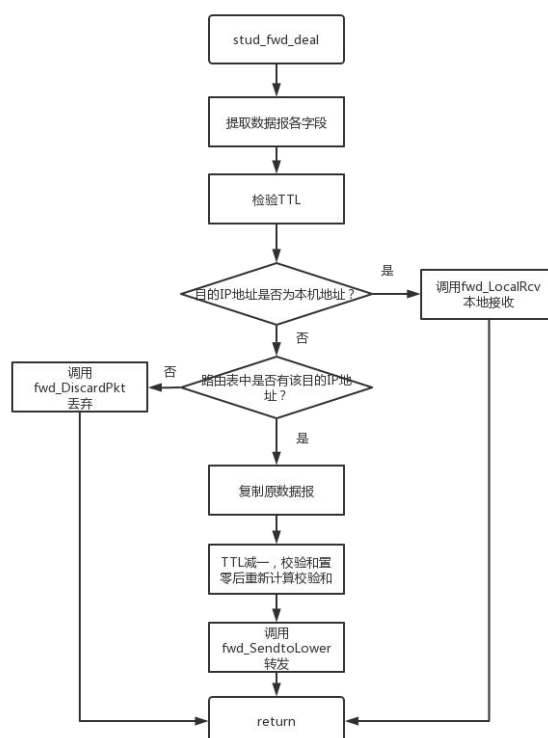 stud_fwd_deal
提取数据报各字段
检验TTL
目的IP地址是否为本机地址？
是
调用fwd_LocalRcv
本地接收
否
路由表中是否有该目的IP地
址？
否
调用
fwd_DiscardPkt
丢弃
是
复制原数据报
TTL减一，校验和置
零后重新计算校验和
调用
fwd_SendtoLower
转发
return